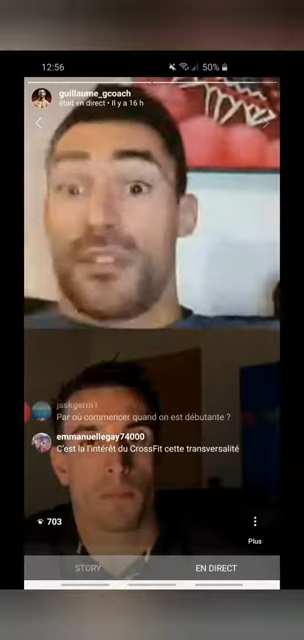 12:56
50%
guillaume_gcoach
était en direct • Il y a 16 h
jsskgerm1
Par où commencer quand on est débutante ?
emmanuellegay74000
C'est la l'intérêt du CrossFit cette transversalité
703
Plus
STORY
EN DIRECT